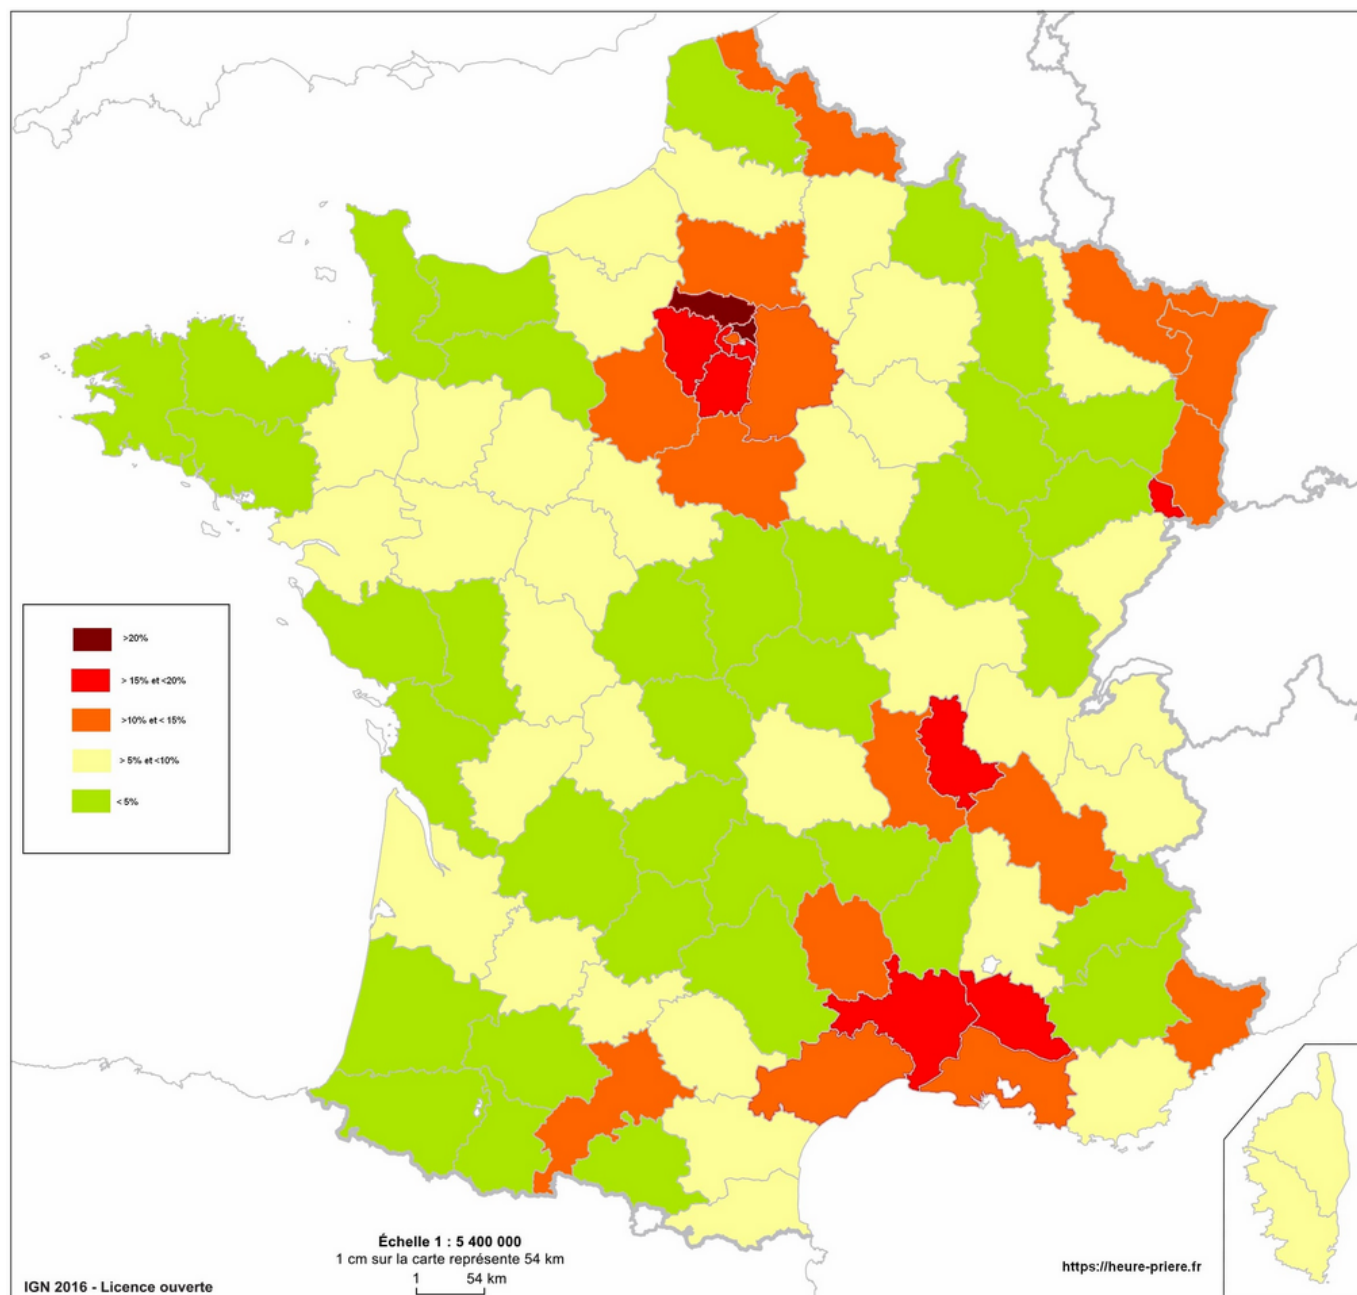 >20%
> 15% et <20%
>10% et < 15%
> 5% et <10%
< 5%
Échelle 1 : 5 400 000
1 cm sur la carte représente 54 km
1 54 km
IGN 2016 - Licence ouverte
https://heure-priere.fr